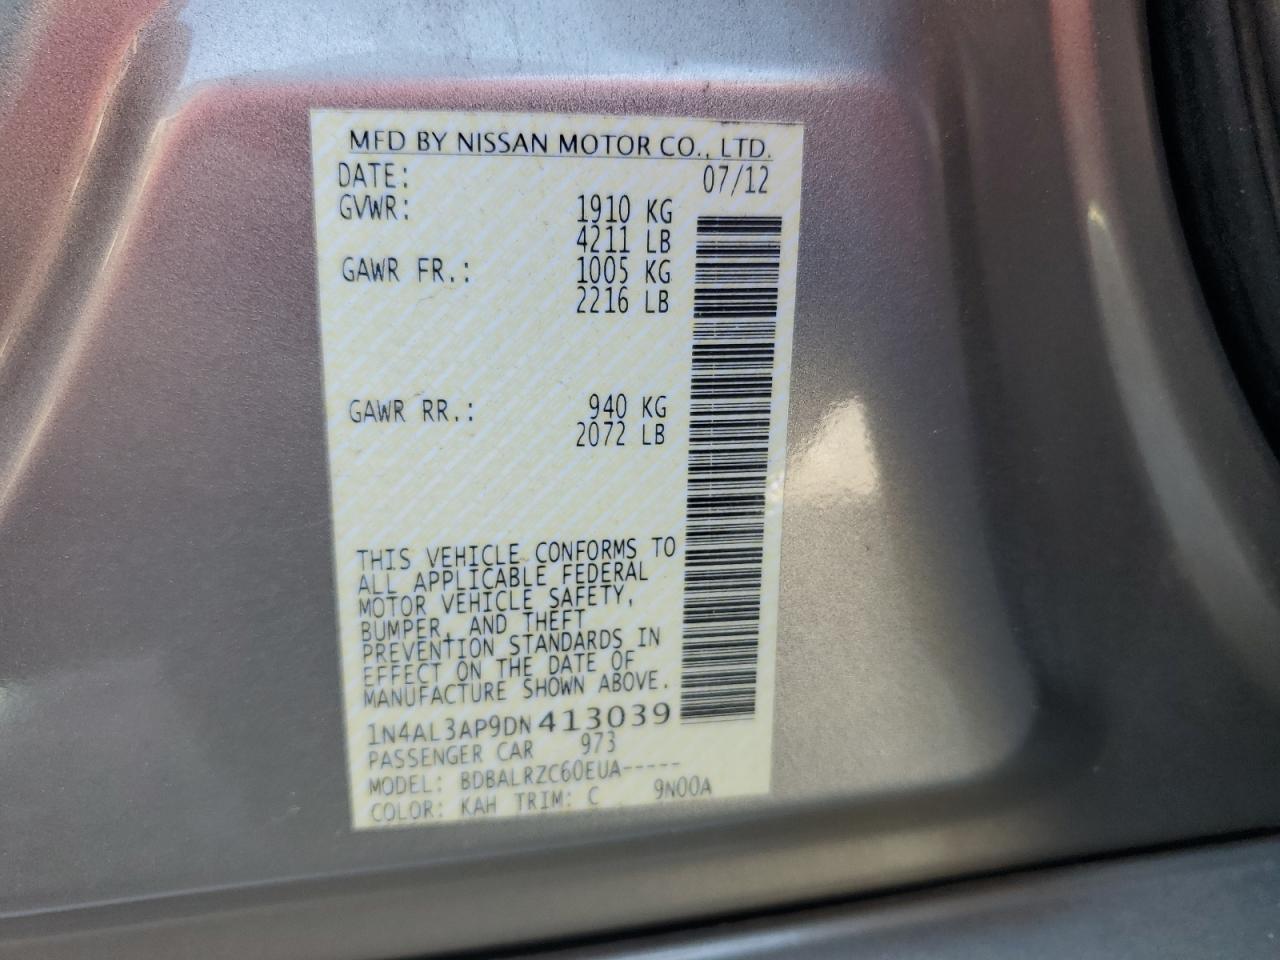 MFD BY NISSAN MOTOR CO., LTD.
DATE: 07/12
GVWR: 1910 KG
4211 LB
GAWR FR.: 1005 KG
2216 LB
GAWR RR.: 940 KG
2072 LB
THIS VEHICLE CONFORMS TO
ALL APPLICABLE FEDERAL
MOTOR VEHICLE SAFETY,
BUMPER, AND THEFT
PREVENTION STANDARDS IN
EFFECT ON THE DATE OF
MANUFACTURE SHOWN ABOVE.
1N4AL3AP9DN413039
PASSENGER CAR 973
MODEL: BDBALRZC60EUA-----
COLOR: KAH TRIM: C 9N00A